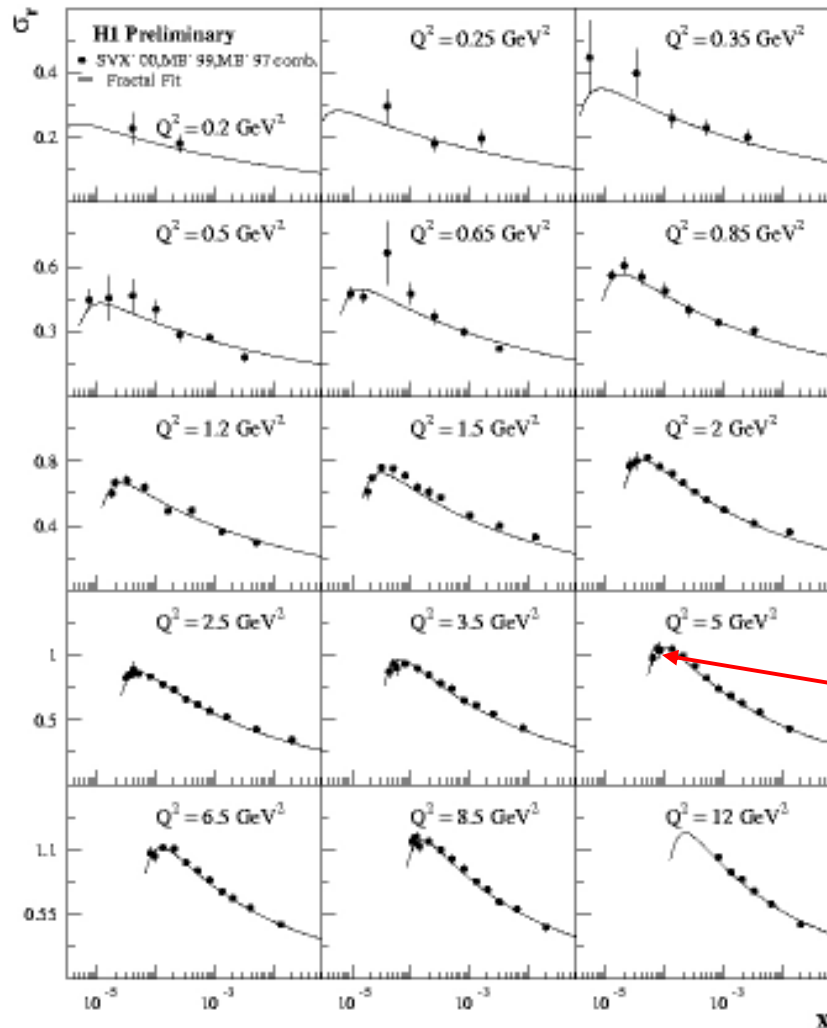 σr
H1 Preliminary
● SVX' 00,MB' 99,MB' 97 comb.
— Fractal Fit
Q² = 0.2 GeV²
Q² = 0.25 GeV²
Q² = 0.35 GeV²
0.4
0.2
Q² = 0.5 GeV²
Q² = 0.65 GeV²
Q² = 0.85 GeV²
0.6
0.3
Q² = 1.2 GeV²
Q² = 1.5 GeV²
Q² = 2 GeV²
0.8
0.4
Q² = 2.5 GeV²
Q² = 3.5 GeV²
Q² = 5 GeV²
1
0.5
Q² = 6.5 GeV²
Q² = 8.5 GeV²
Q² = 12 GeV²
1.1
0.55
10⁻⁵ 10⁻³ 10⁻⁵ 10⁻³ 10⁻⁵ 10⁻³
x